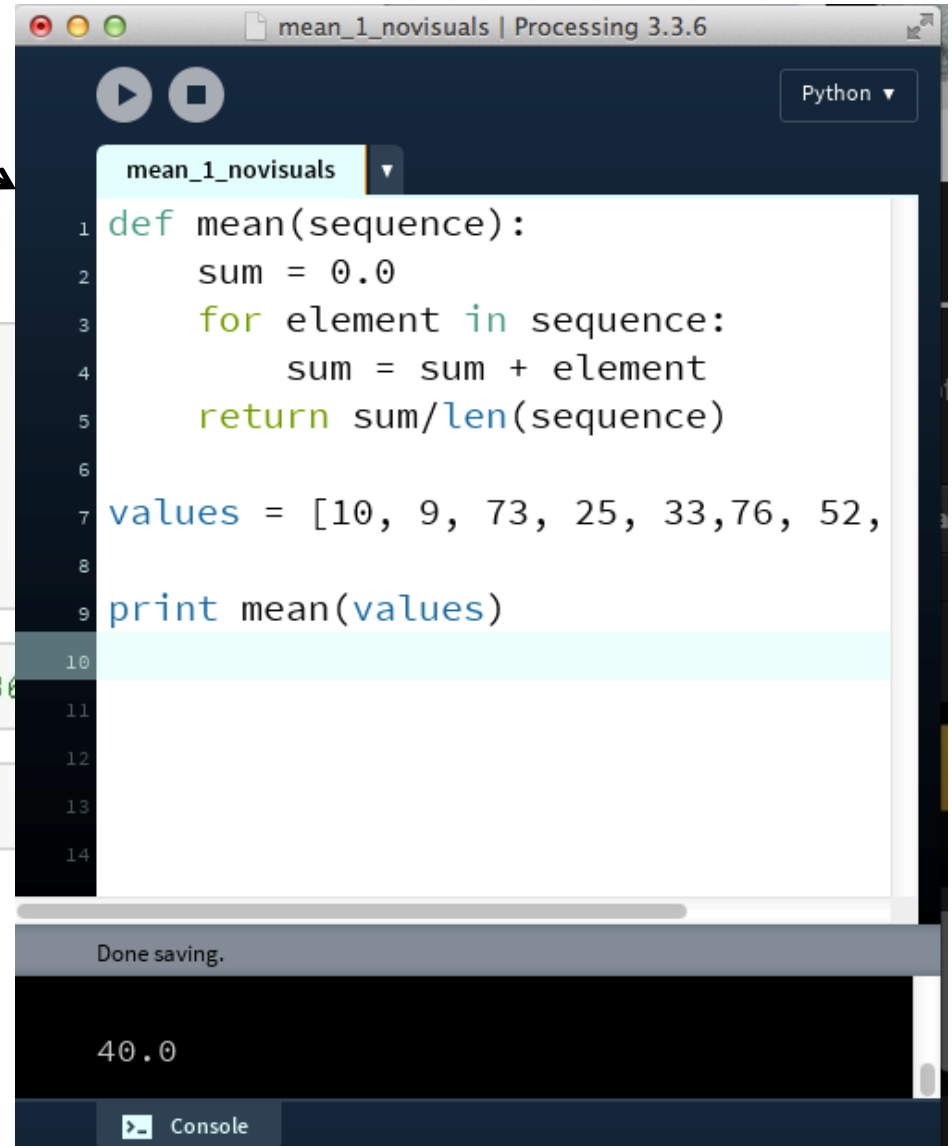 mean_1_novisuals | Processing 3.3.6
Python ▼
mean_1_novisuals ▼
1 def mean(sequence):
2     sum = 0.0
3     for element in sequence:
4         sum = sum + element
5     return sum/len(sequence)
6
7 values = [10, 9, 73, 25, 33,76, 52,
8
9 print mean(values)
10
11
12
13
14
Done saving.
40.0
>_ Console